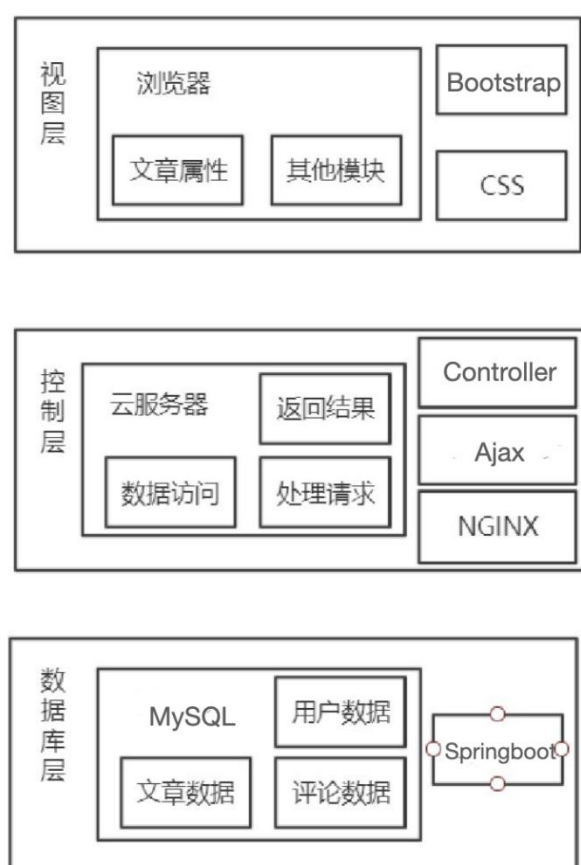 视图层
浏览器
Bootstrap
文章属性
其他模块
CSS
控制层
云服务器
返回结果
Controller
数据访问
处理请求
Ajax
NGINX
数据库层
MySQL
用户数据
Springboot
文章数据
评论数据